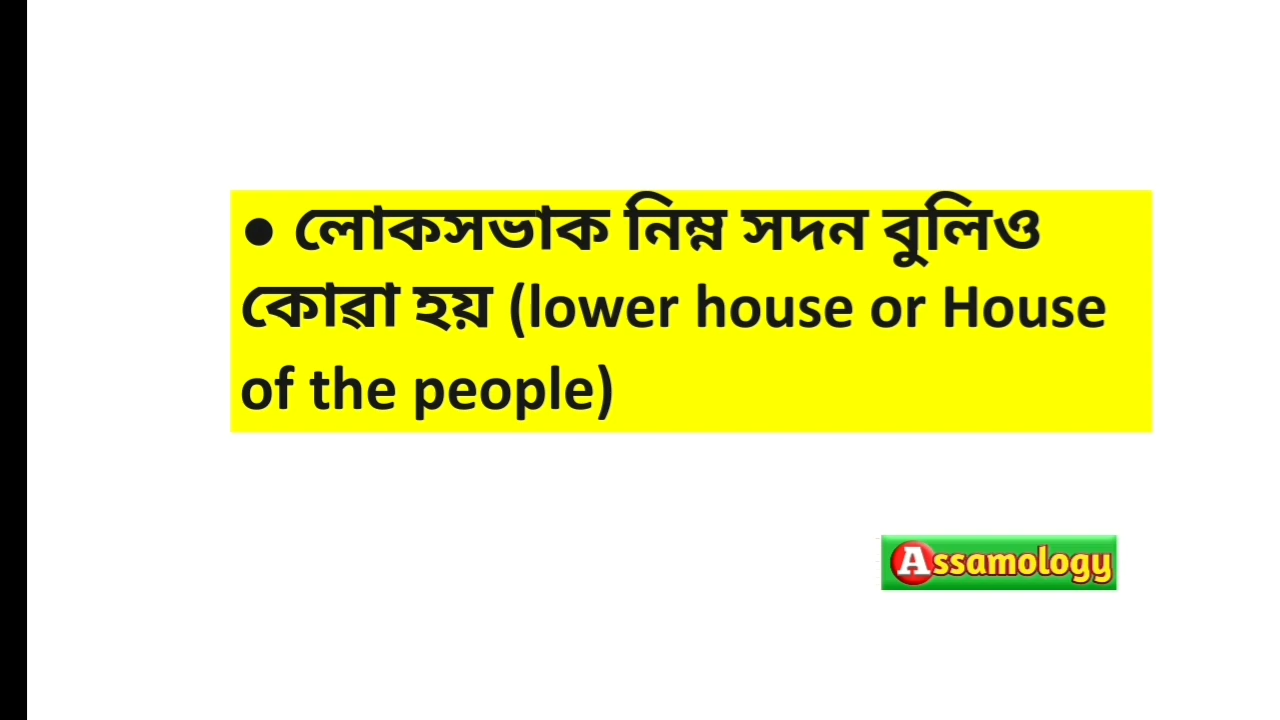 ● লোকসভাক নিম্ন সদন বুলিও
কোৱা হয় (lower house or House
of the people)
Assamology